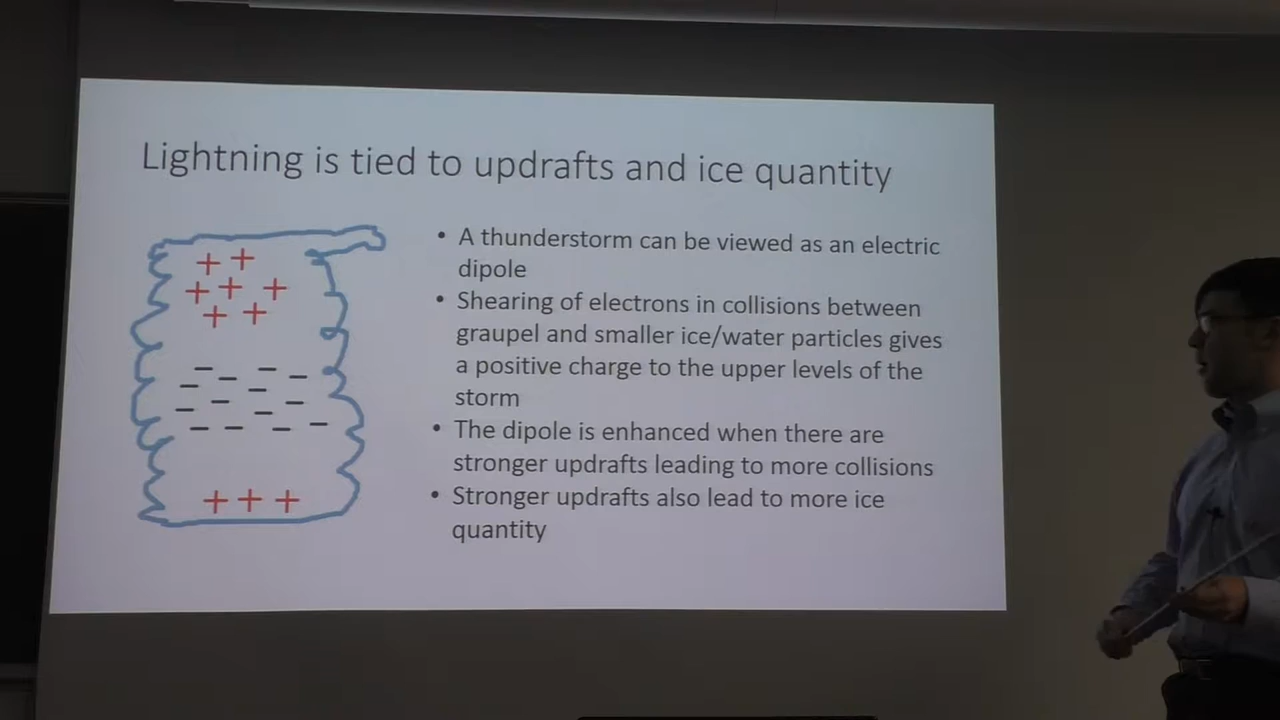 Lightning is tied to updrafts and ice quantity
+ +
+ + +
+ +
+ + +
• A thunderstorm can be viewed as an electric
dipole
• Shearing of electrons in collisions between
graupel and smaller ice/water particles gives
a positive charge to the upper levels of the
storm
• The dipole is enhanced when there are
stronger updrafts leading to more collisions
• Stronger updrafts also lead to more ice
quantity